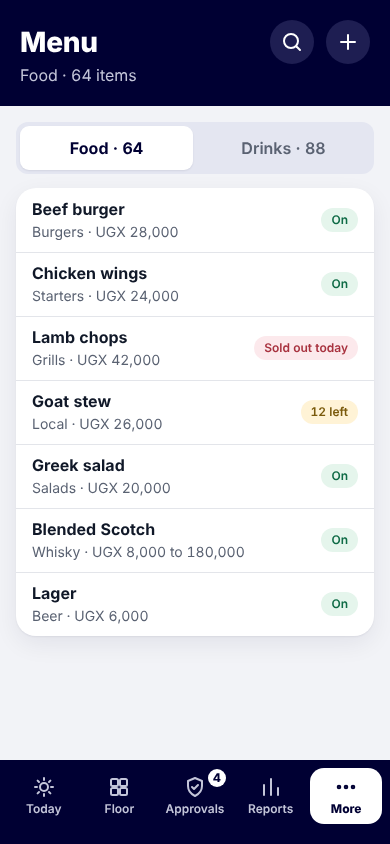 Menu
Food · 64 items
Food · 64
Drinks · 88
Beef burger
Burgers · UGX 28,000
On
Chicken wings
Starters · UGX 24,000
On
Lamb chops
Grills · UGX 42,000
Sold out today
Goat stew
Local · UGX 26,000
12 left
Greek salad
Salads · UGX 20,000
On
Blended Scotch
Whisky · UGX 8,000 to 180,000
On
Lager
Beer · UGX 6,000
On
4
Today
Floor
Approvals
Reports
More